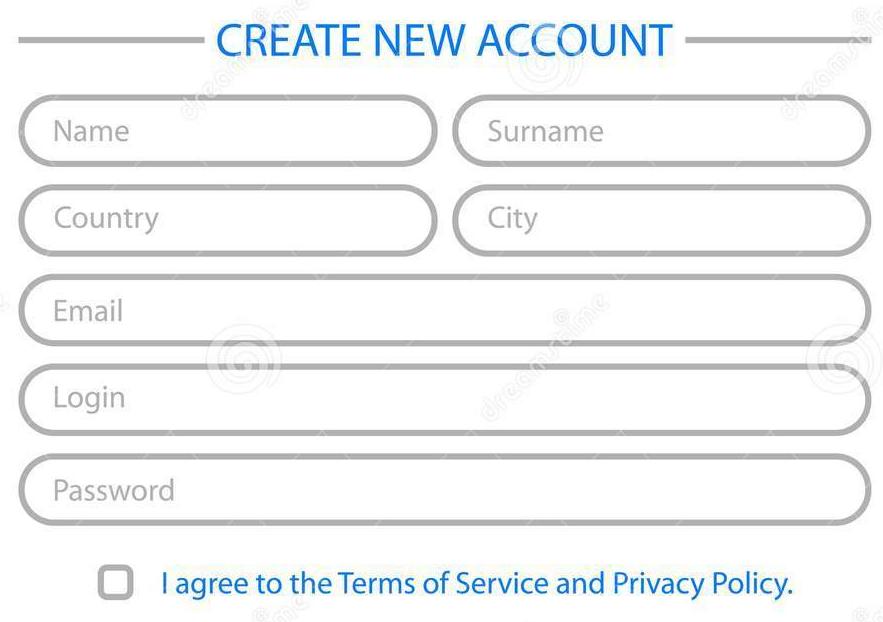 CREATE NEW ACCOUNT
Name
Surname
Country
City
Email
Login
Password
I agree to the Terms of Service and Privacy Policy.
dreamstime